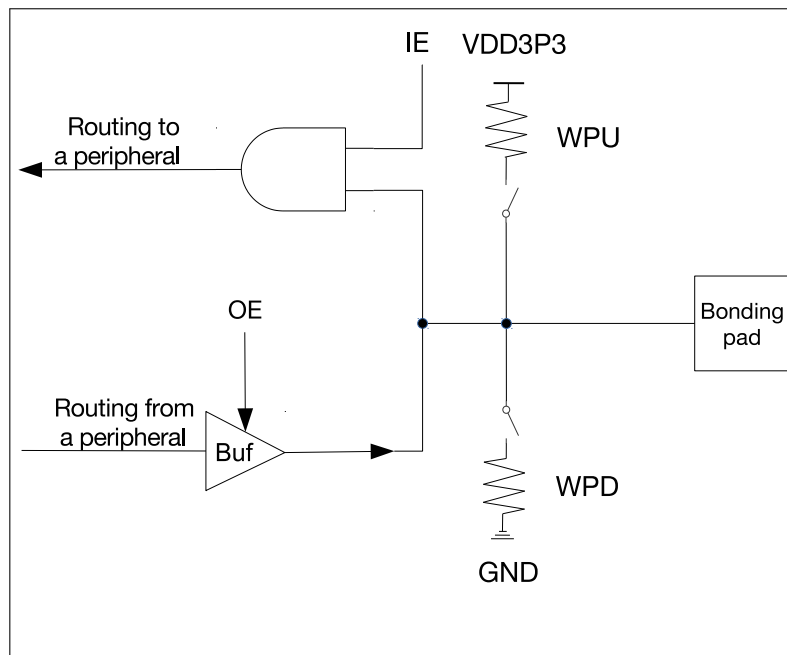 IE
VDD3P3
Routing to
a peripheral
WPU
OE
Bonding
pad
Routing from
a peripheral
Buf
WPD
GND